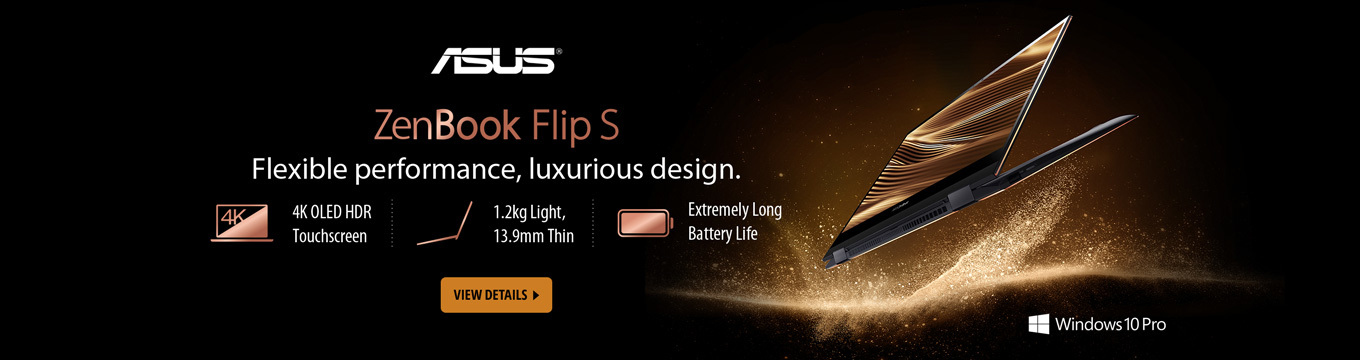 ASUS®
ZenBook Flip S
Flexible performance, luxurious design.
4K
4K OLED HDR
Touchscreen
1.2kg Light,
13.9mm Thin
Extremely Long
Battery Life
VIEW DETAILS
Windows 10 Pro